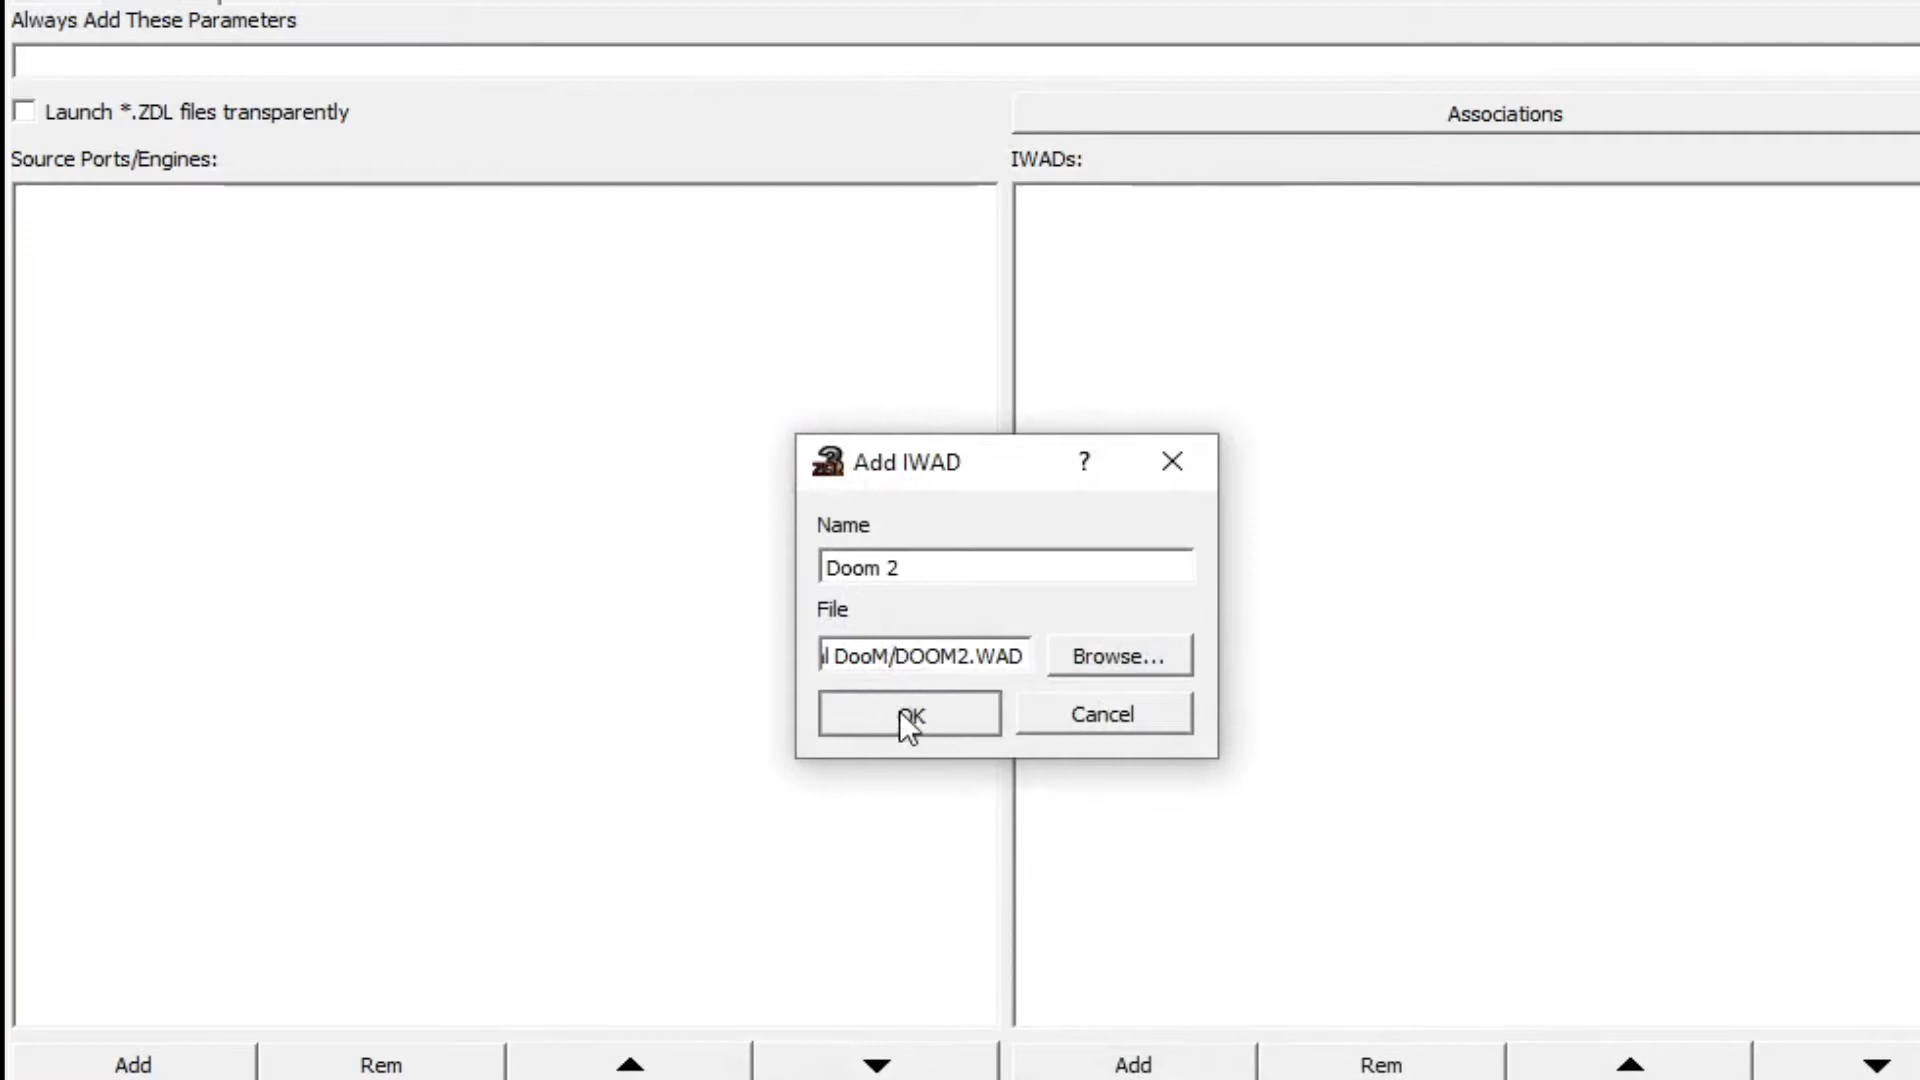 Always Add These Parameters
Launch *.ZDL files transparently
Associations
Source Ports/Engines:
IWADs:
Add IWAD
?
Name
Doom 2
File
l DooM/DOOM2.WAD
Browse...
OK
Cancel
Add
Rem
Add
Rem